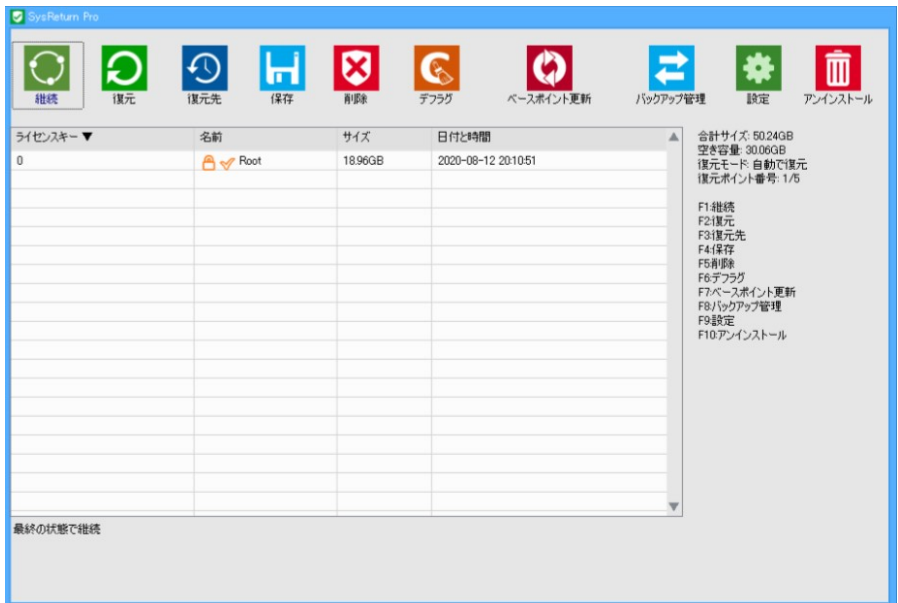 SysReturn Pro
継続 復元 復元先 保存 削除 デフラグ ベースポイント更新 バックアップ管理 設定 アンインストール
ライセンスキー▼ 名前 サイズ 日付と時間
0 Root 18.96GB 2020-08-12 20:10:51
合計サイズ: 50.24GB
空き容量: 30.06GB
復元モード: 自動で復元
復元ポイント番号: 1/5
F1:継続
F2:復元
F3:復元先
F4:保存
F5:削除
F6:デフラグ
F7:ベースポイント更新
F8:バックアップ管理
F9:設定
F10:アンインストール
最終の状態で継続